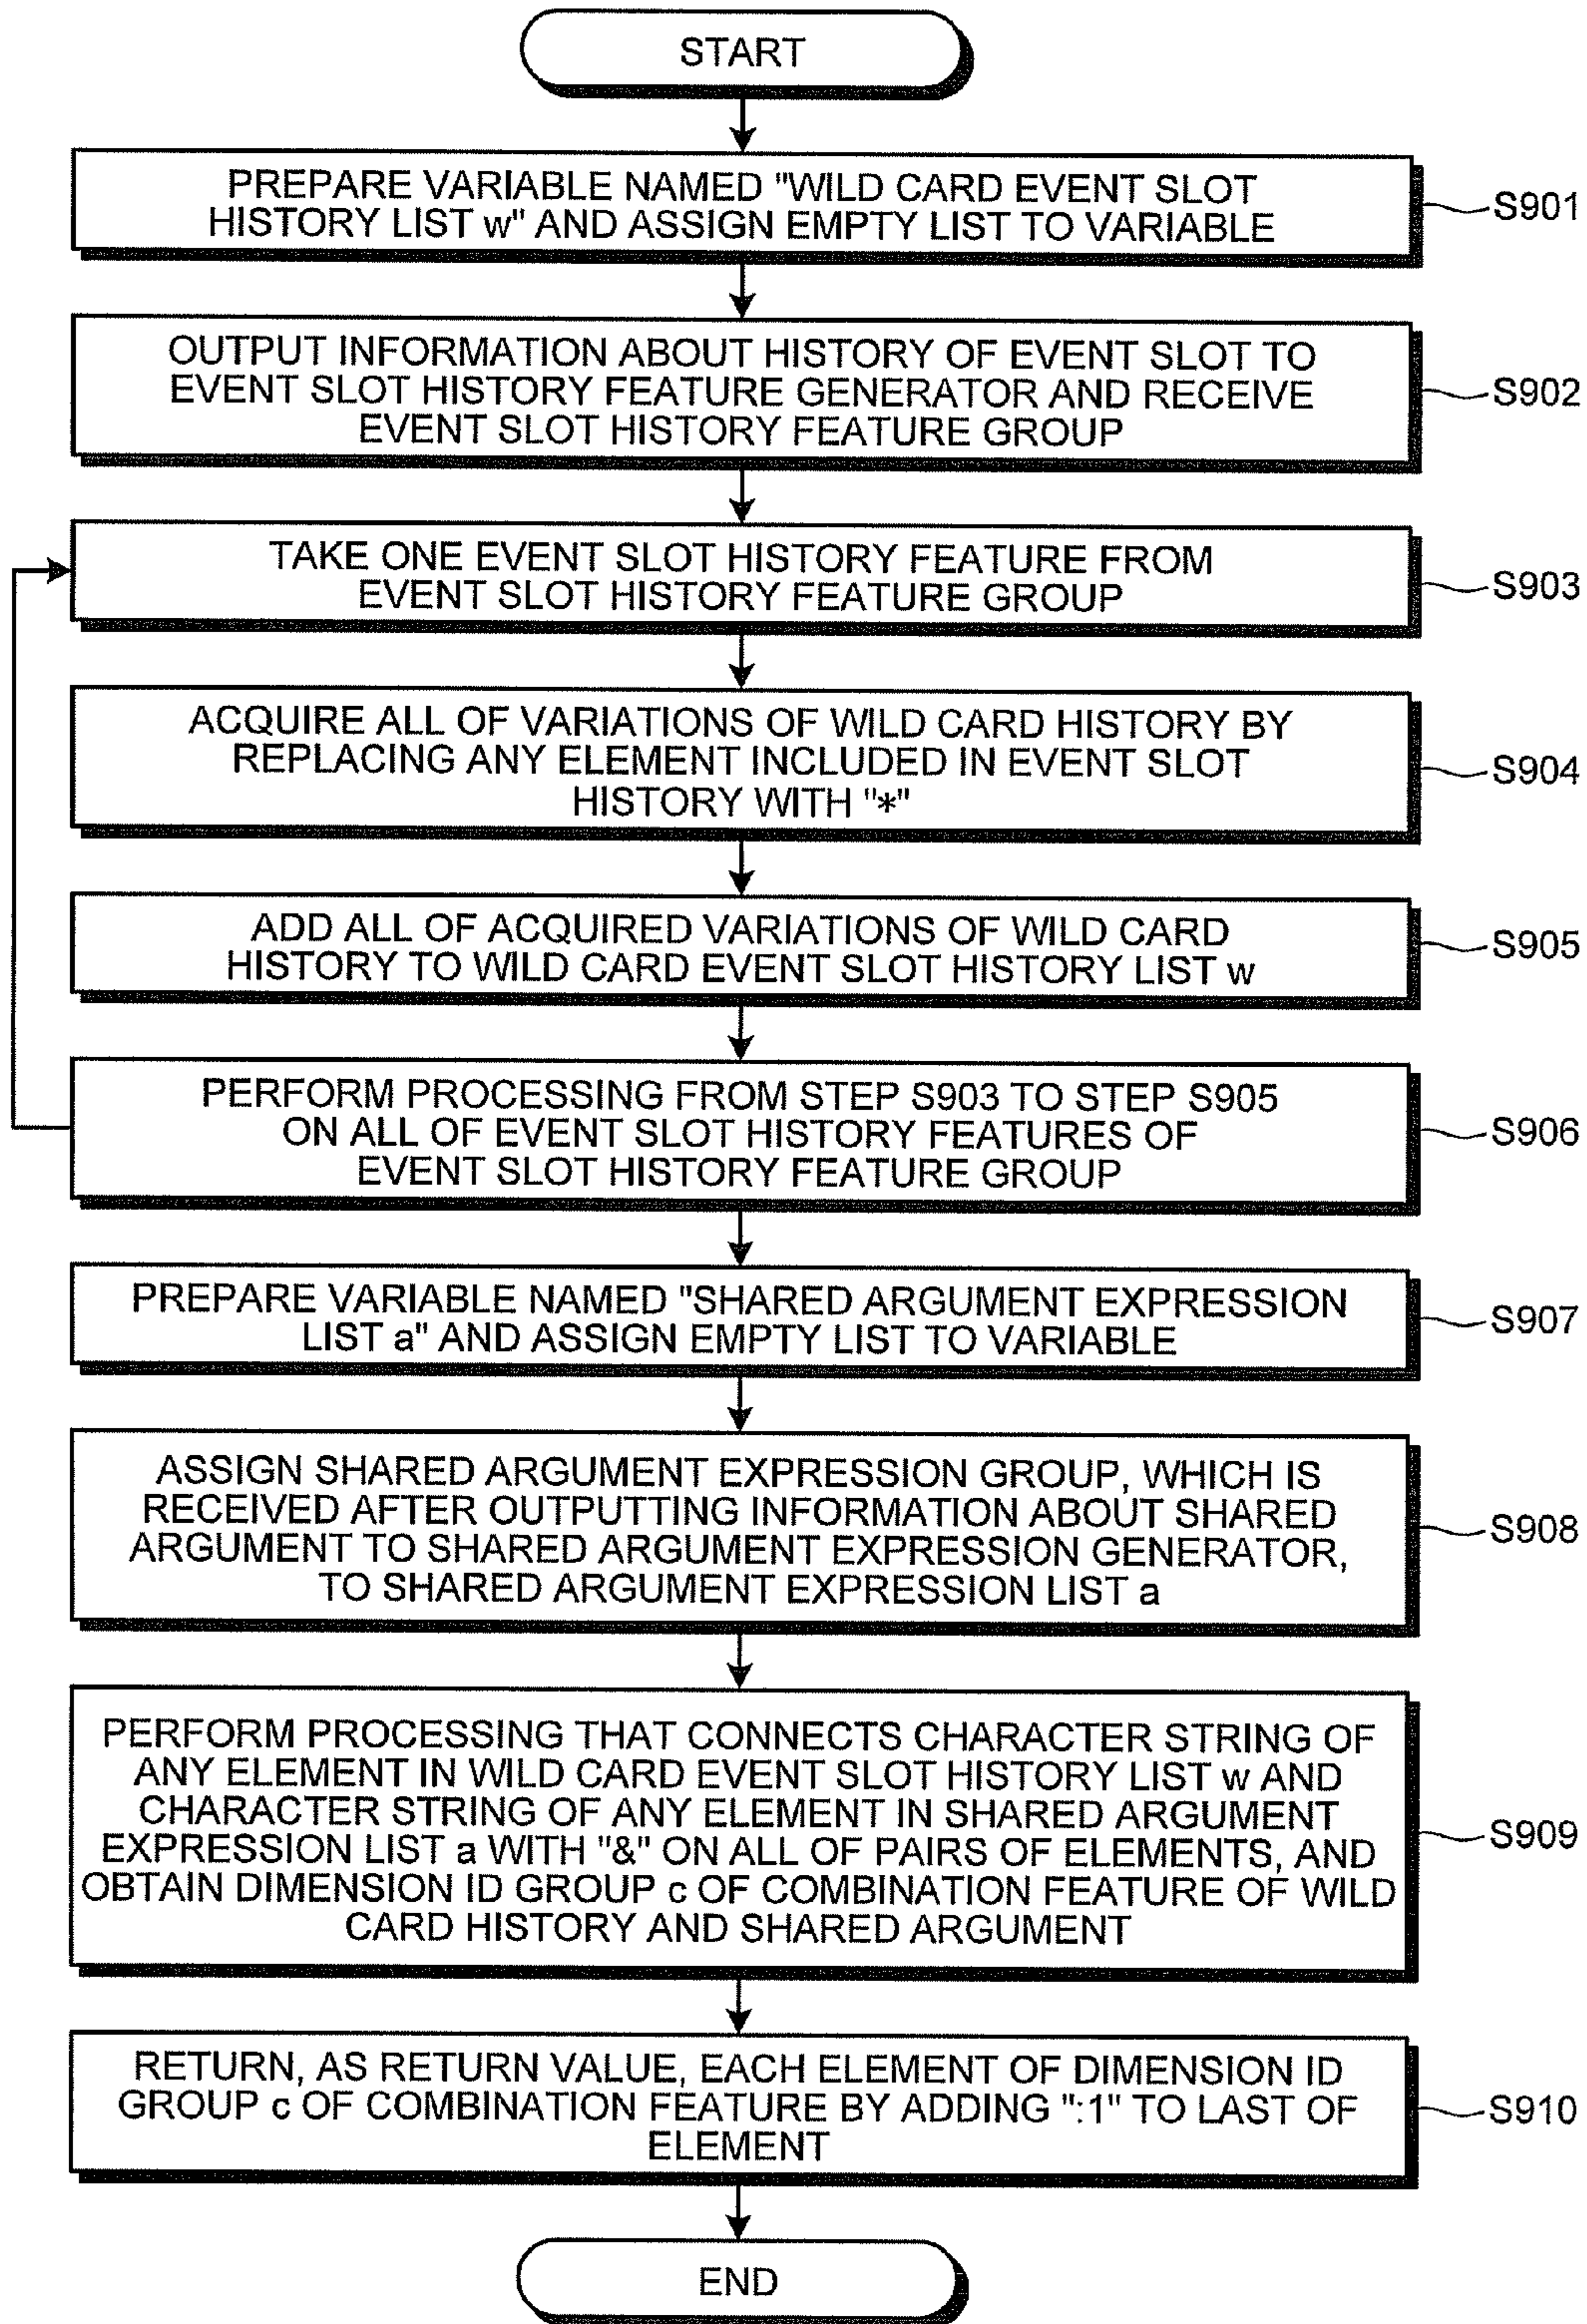 START
PREPARE VARIABLE NAMED "WILD CARD EVENT SLOT
HISTORY LIST w" AND ASSIGN EMPTY LIST TO VARIABLE
S901
OUTPUT INFORMATION ABOUT HISTORY OF EVENT SLOT TO
EVENT SLOT HISTORY FEATURE GENERATOR AND RECEIVE
EVENT SLOT HISTORY FEATURE GROUP
S902
TAKE ONE EVENT SLOT HISTORY FEATURE FROM
EVENT SLOT HISTORY FEATURE GROUP
S903
ACQUIRE ALL OF VARIATIONS OF WILD CARD HISTORY BY
REPLACING ANY ELEMENT INCLUDED IN EVENT SLOT
HISTORY WITH "*"
S904
ADD ALL OF ACQUIRED VARIATIONS OF WILD CARD
HISTORY TO WILD CARD EVENT SLOT HISTORY LIST w
S905
PERFORM PROCESSING FROM STEP S903 TO STEP S905
ON ALL OF EVENT SLOT HISTORY FEATURES OF
EVENT SLOT HISTORY FEATURE GROUP
S906
PREPARE VARIABLE NAMED "SHARED ARGUMENT EXPRESSION
LIST a" AND ASSIGN EMPTY LIST TO VARIABLE
S907
ASSIGN SHARED ARGUMENT EXPRESSION GROUP, WHICH IS
RECEIVED AFTER OUTPUTTING INFORMATION ABOUT SHARED
ARGUMENT TO SHARED ARGUMENT EXPRESSION GENERATOR,
TO SHARED ARGUMENT EXPRESSION LIST a
S908
PERFORM PROCESSING THAT CONNECTS CHARACTER STRING OF
ANY ELEMENT IN WILD CARD EVENT SLOT HISTORY LIST w AND
CHARACTER STRING OF ANY ELEMENT IN SHARED ARGUMENT
EXPRESSION LIST a WITH "&" ON ALL OF PAIRS OF ELEMENTS, AND
OBTAIN DIMENSION ID GROUP c OF COMBINATION FEATURE OF WILD
CARD HISTORY AND SHARED ARGUMENT
S909
RETURN, AS RETURN VALUE, EACH ELEMENT OF DIMENSION ID
GROUP c OF COMBINATION FEATURE BY ADDING ":1" TO LAST OF
ELEMENT
S910
END